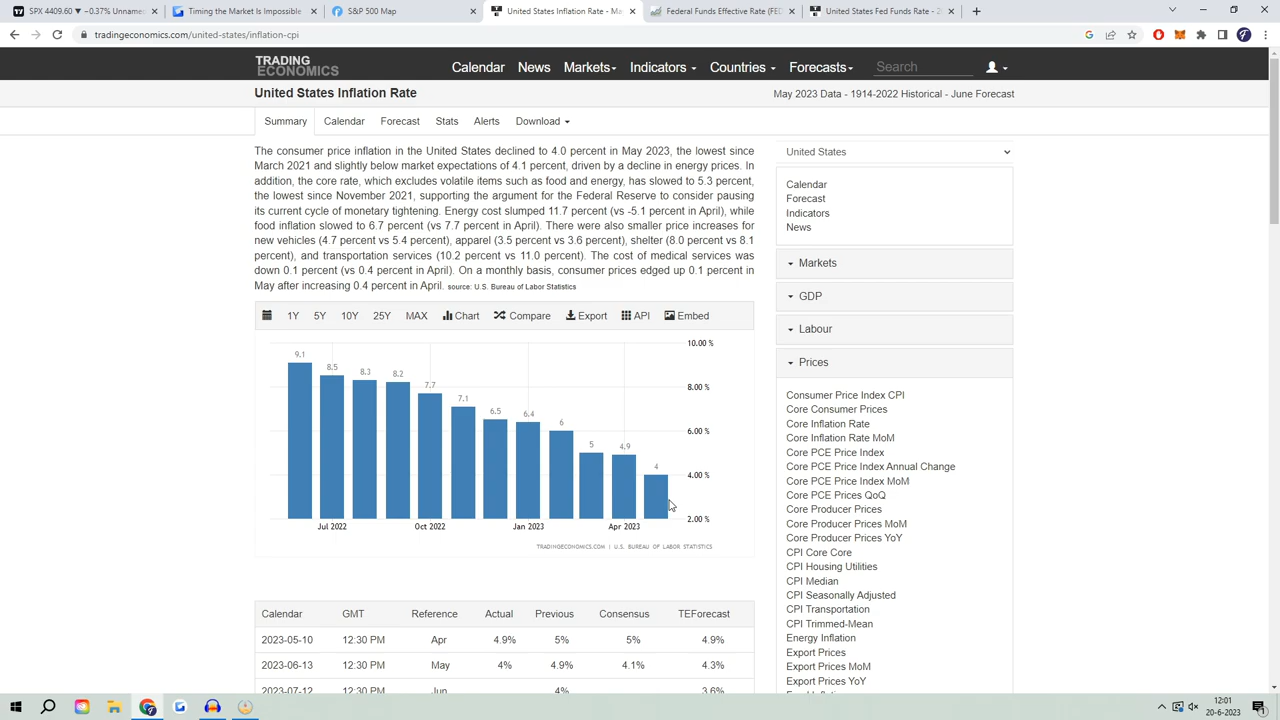 SPX 4409.60 ▼ −0.37% Unnamed
Timing the Market Is Impossible
S&P 500 Map
United States Inflation Rate - Ma
Federal Funds Effective Rate (FED
United States Fed Funds Rate - 2
tradingeconomics.com/united-states/inflation-cpi
TRADING
ECONOMICS
Calendar News Markets Indicators Countries Forecasts Search
United States Inflation Rate
May 2023 Data - 1914-2022 Historical - June Forecast
Summary Calendar Forecast Stats Alerts Download
The consumer price inflation in the United States declined to 4.0 percent in May 2023, the lowest since
March 2021 and slightly below market expectations of 4.1 percent, driven by a decline in energy prices. In
addition, the core rate, which excludes volatile items such as food and energy, has slowed to 5.3 percent,
the lowest since November 2021, supporting the argument for the Federal Reserve to consider pausing
its current cycle of monetary tightening. Energy cost slumped 11.7 percent (vs -5.1 percent in April), while
food inflation slowed to 6.7 percent (vs 7.7 percent in April). There were also smaller price increases for
new vehicles (4.7 percent vs 5.4 percent), apparel (3.5 percent vs 3.6 percent), shelter (8.0 percent vs 8.1
percent), and transportation services (10.2 percent vs 11.0 percent). The cost of medical services was
down 0.1 percent (vs 0.4 percent in April). On a monthly basis, consumer prices edged up 0.1 percent in
May after increasing 0.4 percent in April. source: U.S. Bureau of Labor Statistics
1Y 5Y 10Y 25Y MAX Chart Compare Export API Embed
10.00 %
8.00 %
6.00 %
4.00 %
2.00 %
9.1 8.5 8.3 8.2 7.7 7.1 6.5 6.4 6 5 4.9 4
Jul 2022 Oct 2022 Jan 2023 Apr 2023
TRADINGECONOMICS.COM | U.S. BUREAU OF LABOR STATISTICS
Calendar GMT Reference Actual Previous Consensus TEForecast
2023-05-10 12:30 PM Apr 4.9% 5% 5% 4.9%
2023-06-13 12:30 PM May 4% 4.9% 4.1% 4.3%
2023-07-12 12:30 PM Jun 4% 3.6%
United States
Calendar
Forecast
Indicators
News
Markets
GDP
Labour
Prices
Consumer Price Index CPI
Core Consumer Prices
Core Inflation Rate
Core Inflation Rate MoM
Core PCE Price Index
Core PCE Price Index Annual Change
Core PCE Price Index MoM
Core PCE Prices QoQ
Core Producer Prices
Core Producer Prices MoM
Core Producer Prices YoY
CPI Core Core
CPI Housing Utilities
CPI Median
CPI Seasonally Adjusted
CPI Transportation
CPI Trimmed-Mean
Energy Inflation
Export Prices
Export Prices MoM
Export Prices YoY
12:01
20-6-2023